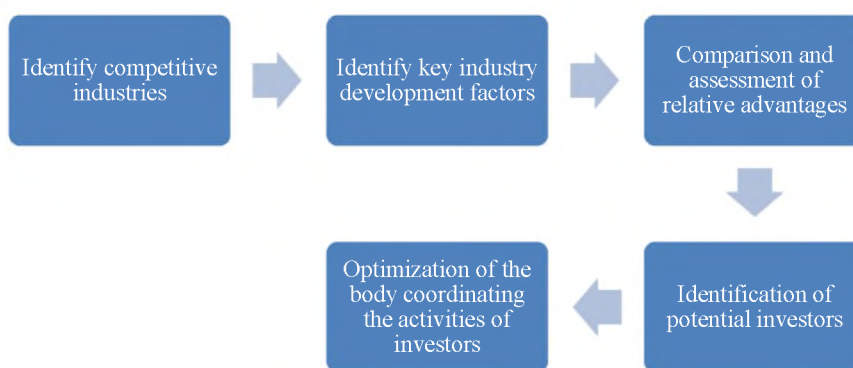 Identify competitive
industries
Identify key industry
development factors
Comparison and
assessment of
relative advantages
Identification of
potential investors
Optimization of the
body coordinating
the activities of
investors